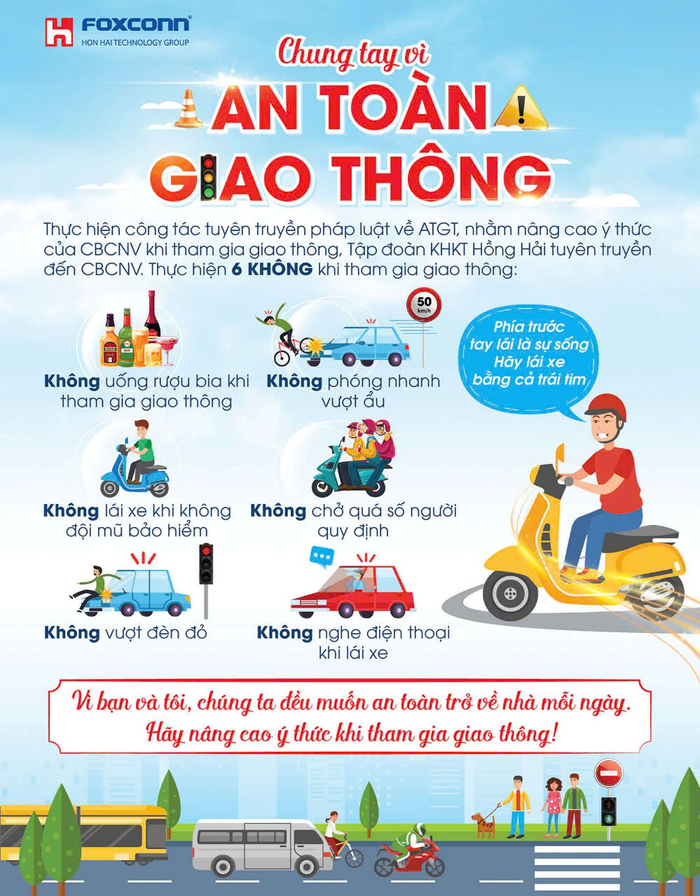 FOXCONN®
HON HAI TECHNOLOGY GROUP
Chung tay vì
AN TOÀN
GIAO THÔNG
Thực hiện công tác tuyên truyền pháp luật về ATGT, nhằm nâng cao ý thức
của CBCNV khi tham gia giao thông, Tập đoàn KHKT Hồng Hải tuyên truyền
đến CBCNV. Thực hiện 6 KHÔNG khi tham gia giao thông:
Không uống rượu bia khi
tham gia giao thông
50
km/h
Không phóng nhanh
vượt ẩu
Phía trước
tay lái là sự sống
Hãy lái xe
bằng cả trái tim
Không lái xe khi không
đội mũ bảo hiểm
Không chở quá số người
quy định
Không vượt đèn đỏ
Không nghe điện thoại
khi lái xe
Vì bạn và tôi, chúng ta đều muốn an toàn trở về nhà mỗi ngày.
Hãy nâng cao ý thức khi tham gia giao thông!